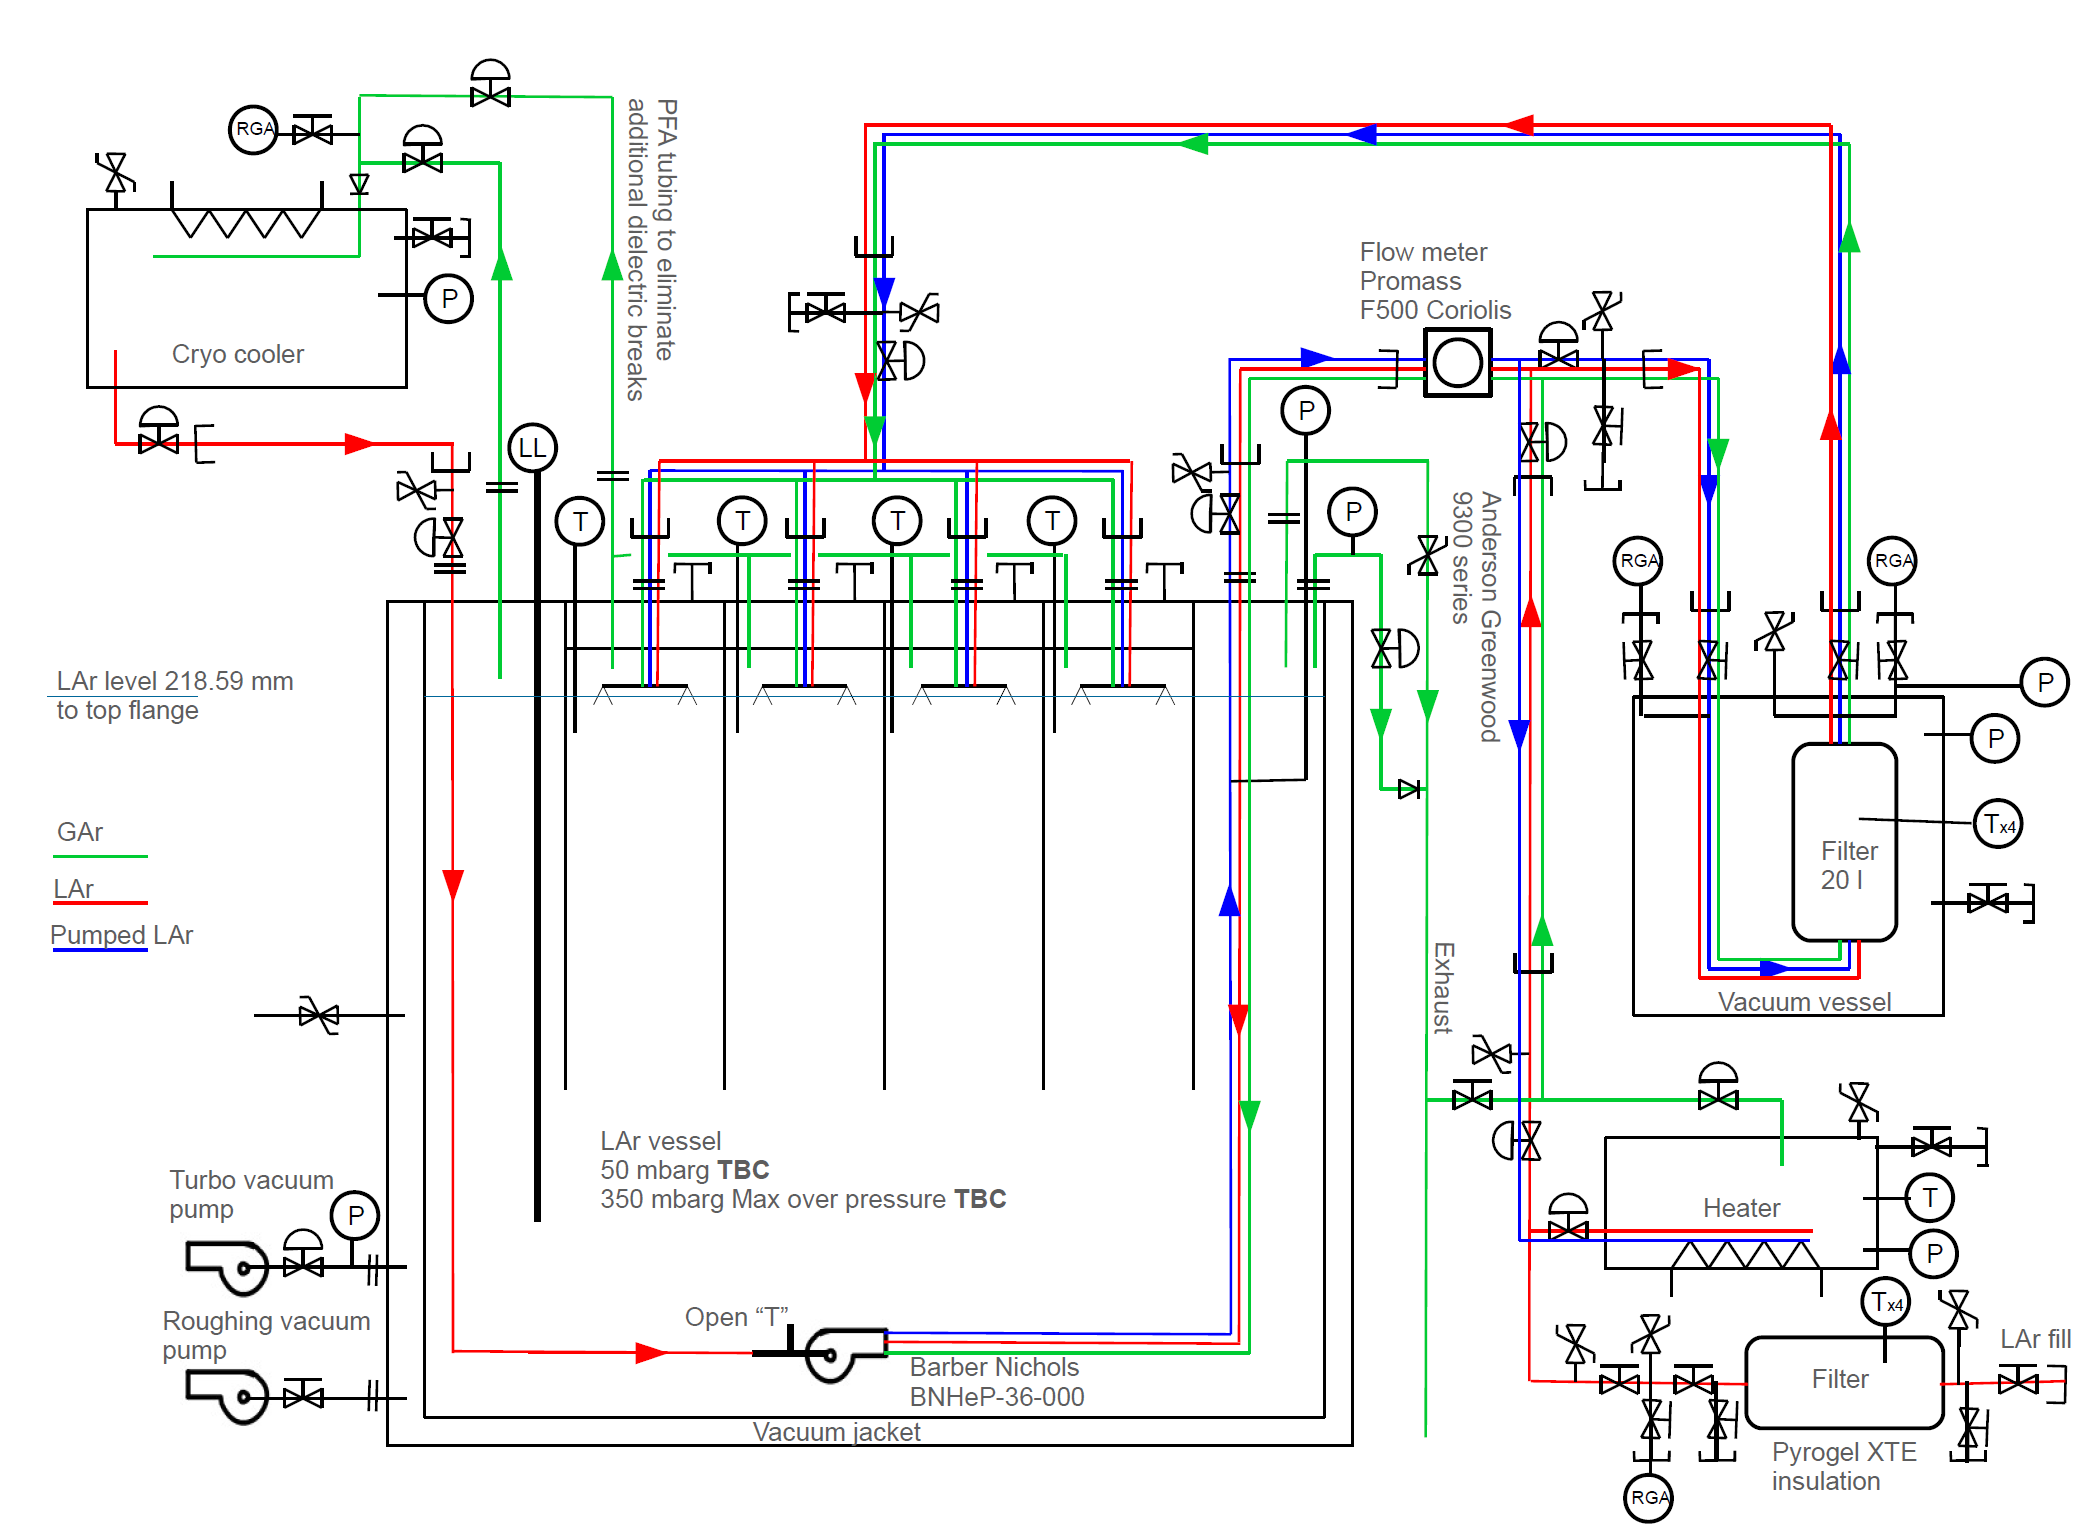 RGA
PFA tubing to eliminate
additional dielectric breaks
P
Cryo cooler
LL
T
T
T
T
Flow meter
Promass
F500 Coriolis
P
P
Anderson Greenwood
9300 series
RGA
RGA
P
P
Tx4
Filter
20 l
Vacuum vessel
LAr level 218.59 mm
to top flange
GAr
LAr
Pumped LAr
Exhaust
LAr vessel
50 mbarg TBC
350 mbarg Max over pressure TBC
Turbo vacuum
pump
P
Roughing vacuum
pump
Open “T”
Barber Nichols
BNHeP-36-000
Vacuum jacket
Heater
T
P
Tx4
LAr fill
Filter
Pyrogel XTE
insulation
RGA